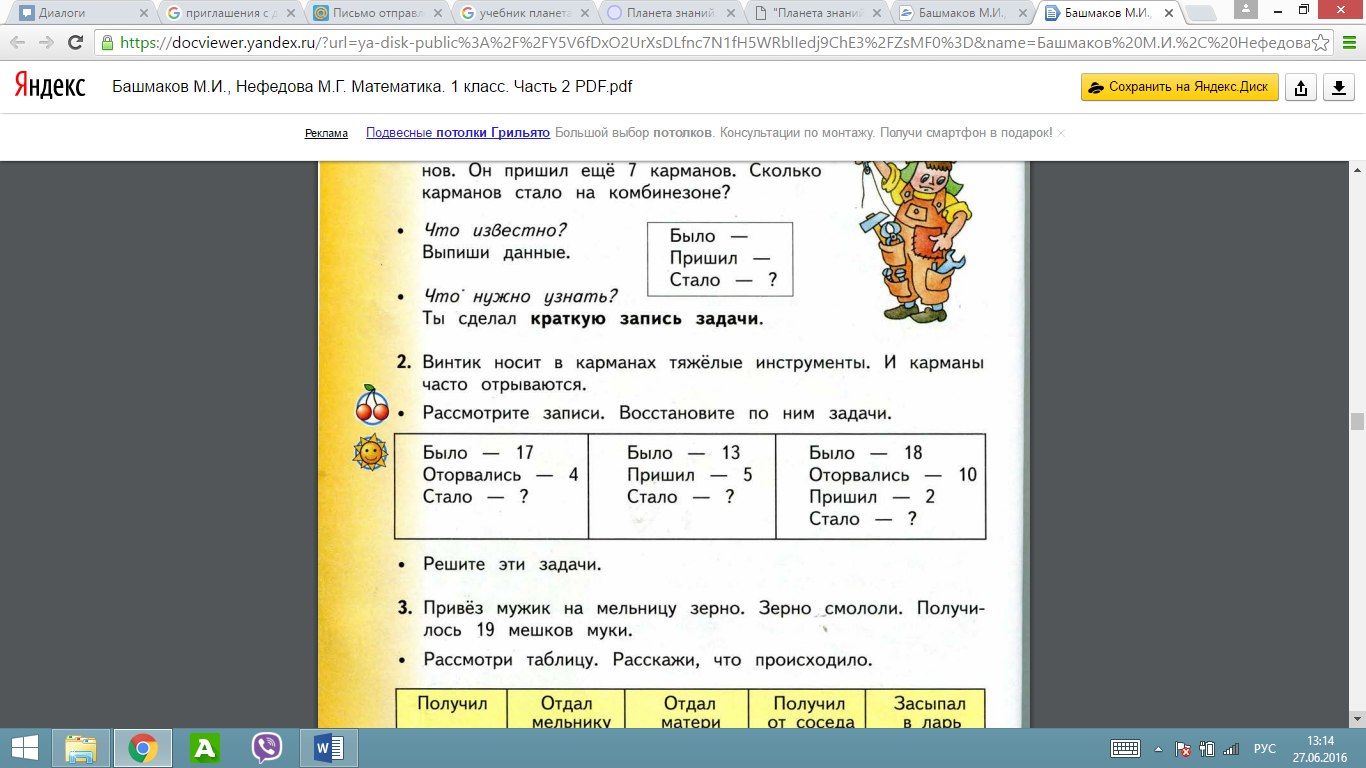 Диалоги
приглашения с д
Письмо отправл
учебник планета
Планета знаний.
"Планета знаний
Башмаков М.И.,
Башмаков М.И.,
https://docviewer.yandex.ru/?url=ya-disk-public%3A%2F%2FY5V6fDxO2UrXsDLfnc7N1fH5WRblIedj9ChE3%2FZsMF0%3D&name=Башмаков%20М.И.%2C%20Нефедова
Яндекс
Башмаков М.И., Нефедова М.Г. Математика. 1 класс. Часть 2 PDF.pdf
Сохранить на Яндекс.Диск
Реклама Подвесные потолки Грильято Большой выбор потолков. Консультации по монтажу. Получи смартфон в подарок!
нов. Он пришил ещё 7 карманов. Сколько
карманов стало на комбинезоне?
• Что известно?
Выпиши данные.
Было —
Пришил —
Стало — ?
• Что нужно узнать?
Ты сделал краткую запись задачи.
2. Винтик носит в карманах тяжёлые инструменты. И карманы
часто отрываются.
• Рассмотрите записи. Восстановите по ним задачи.
Было — 17
Оторвались — 4
Стало — ?
Было — 13
Пришил — 5
Стало — ?
Было — 18
Оторвались — 10
Пришил — 2
Стало — ?
• Решите эти задачи.
3. Привёз мужик на мельницу зерно. Зерно смололи. Получи-
лось 19 мешков муки.
• Рассмотри таблицу. Расскажи, что происходило.
Получил
Отдал
мельнику
Отдал
матери
Получил
от соседа
Засыпал
в ларь
РУС
13:14
27.06.2016